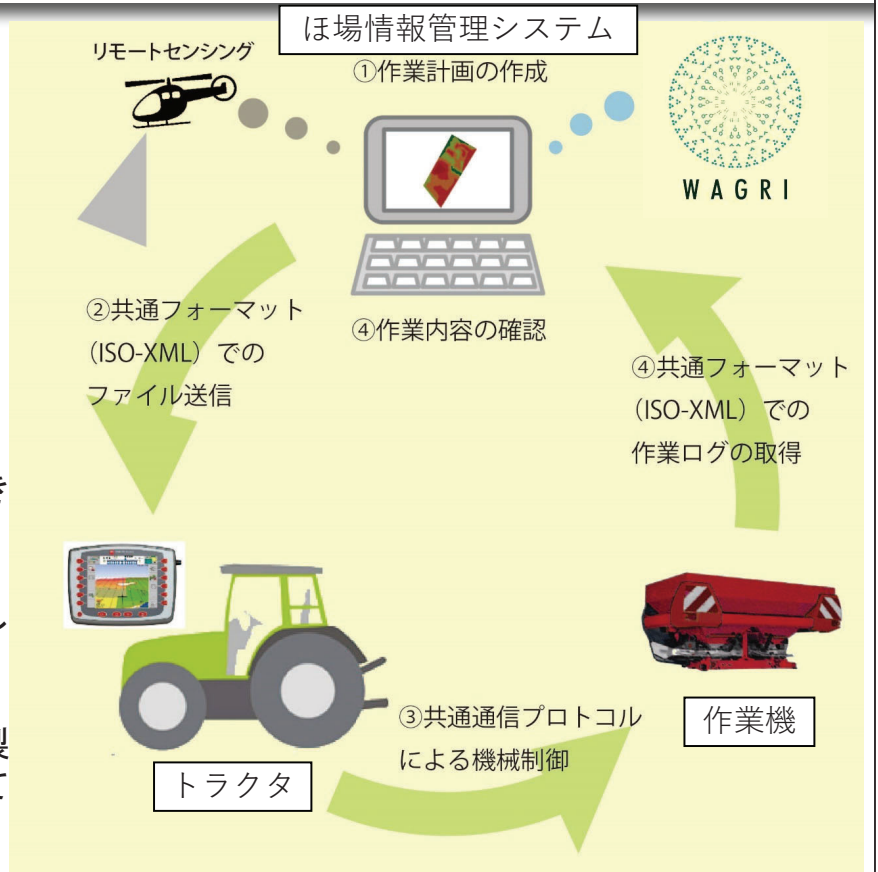 ほ場情報管理システム
リモートセンシング
①作業計画の作成
WAGRI
②共通フォーマット
(ISO-XML)での
ファイル送信
④作業内容の確認
④共通フォーマット
(ISO-XML)での
作業ログの取得
③共通通信プロトコル
による機械制御
作業機
トラクタ